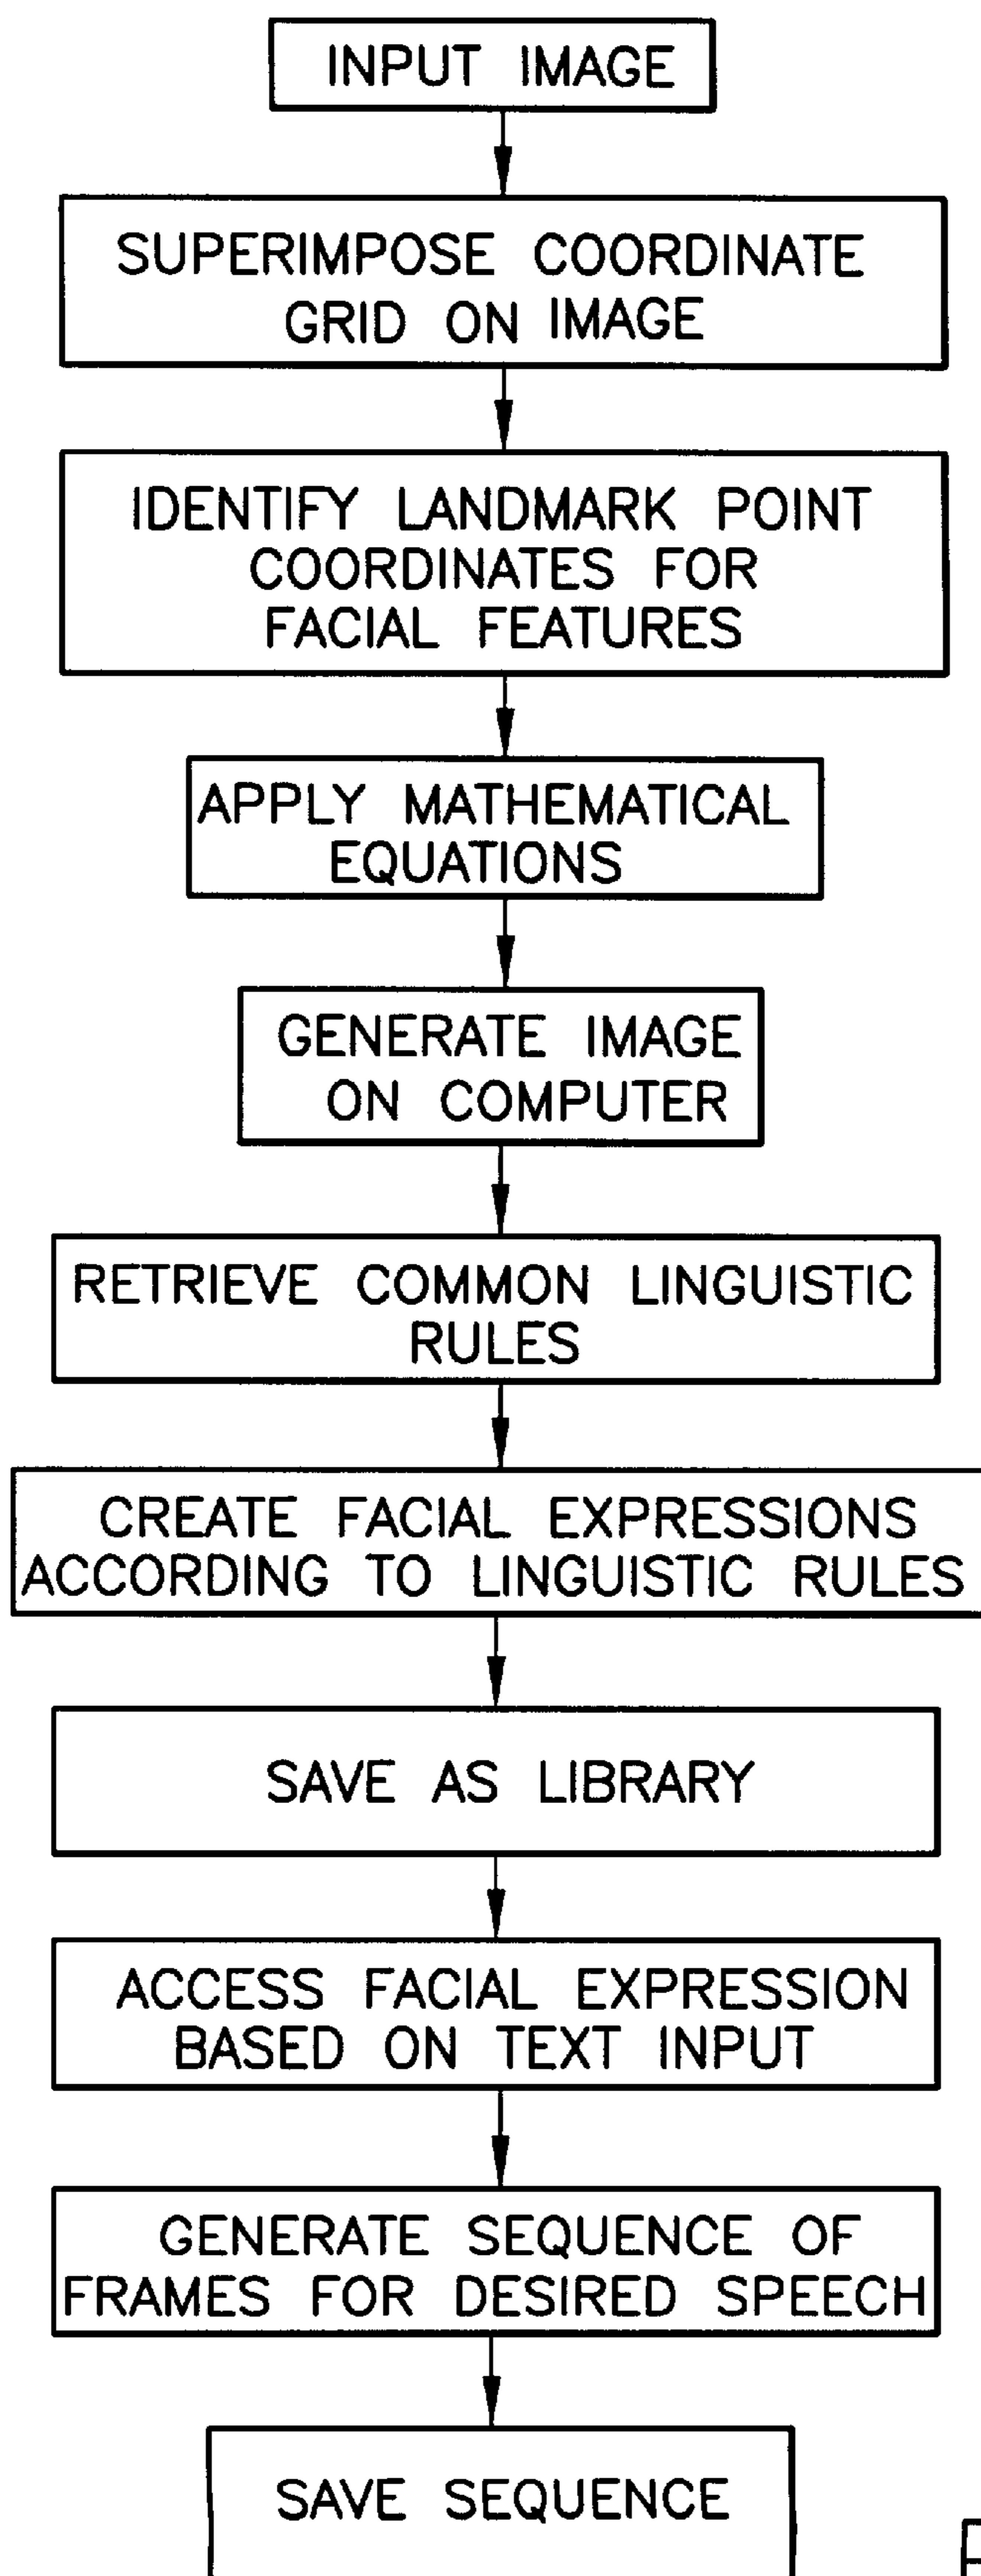 INPUT IMAGE
SUPERIMPOSE COORDINATE
GRID ON IMAGE
IDENTIFY LANDMARK POINT
COORDINATES FOR
FACIAL FEATURES
APPLY MATHEMATICAL
EQUATIONS
GENERATE IMAGE
ON COMPUTER
RETRIEVE COMMON LINGUISTIC
RULES
CREATE FACIAL EXPRESSIONS
ACCORDING TO LINGUISTIC RULES
SAVE AS LIBRARY
ACCESS FACIAL EXPRESSION
BASED ON TEXT INPUT
GENERATE SEQUENCE OF
FRAMES FOR DESIRED SPEECH
SAVE SEQUENCE